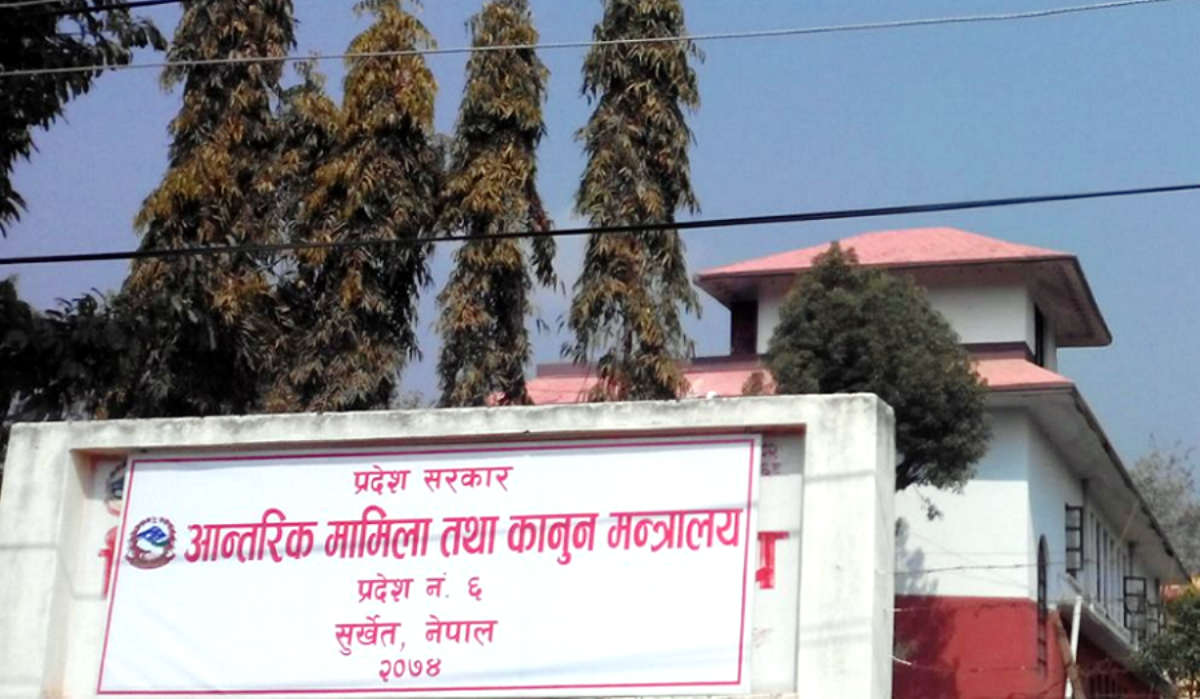 प्रदेश सरकार
आन्तरिक मामिला तथा कानुन मन्त्रालय
प्रदेश नं. ६
सुर्खेत, नेपाल
२०७४